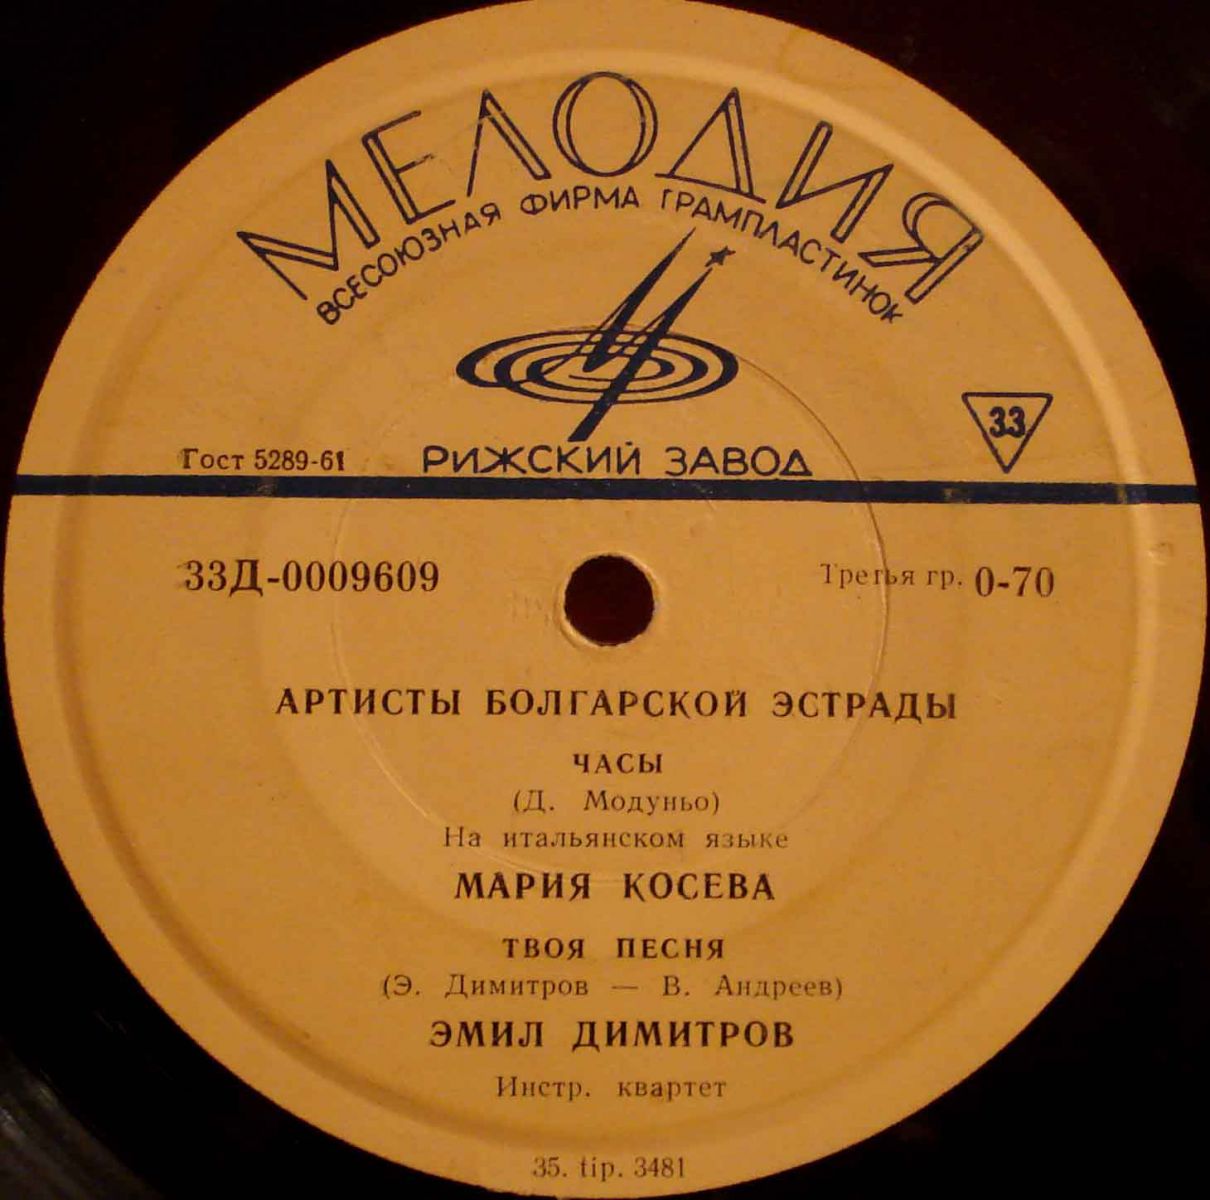 МЕЛОДИЯ
ВСЕСОЮЗНАЯ ФИРМА ГРАМПЛАСТИНОК
33
Гост 5289-61 РИЖСКИЙ ЗАВОД
33Д-0009609 Третья гр. 0-70
АРТИСТЫ БОЛГАРСКОЙ ЭСТРАДЫ
ЧАСЫ
(Д. Модуньо)
На итальянском языке
МАРИЯ КОСЕВА
ТВОЯ ПЕСНЯ
(Э. Димитров — В. Андреев)
ЭМИЛ ДИМИТРОВ
Инстр. квартет
35. tip. 3481